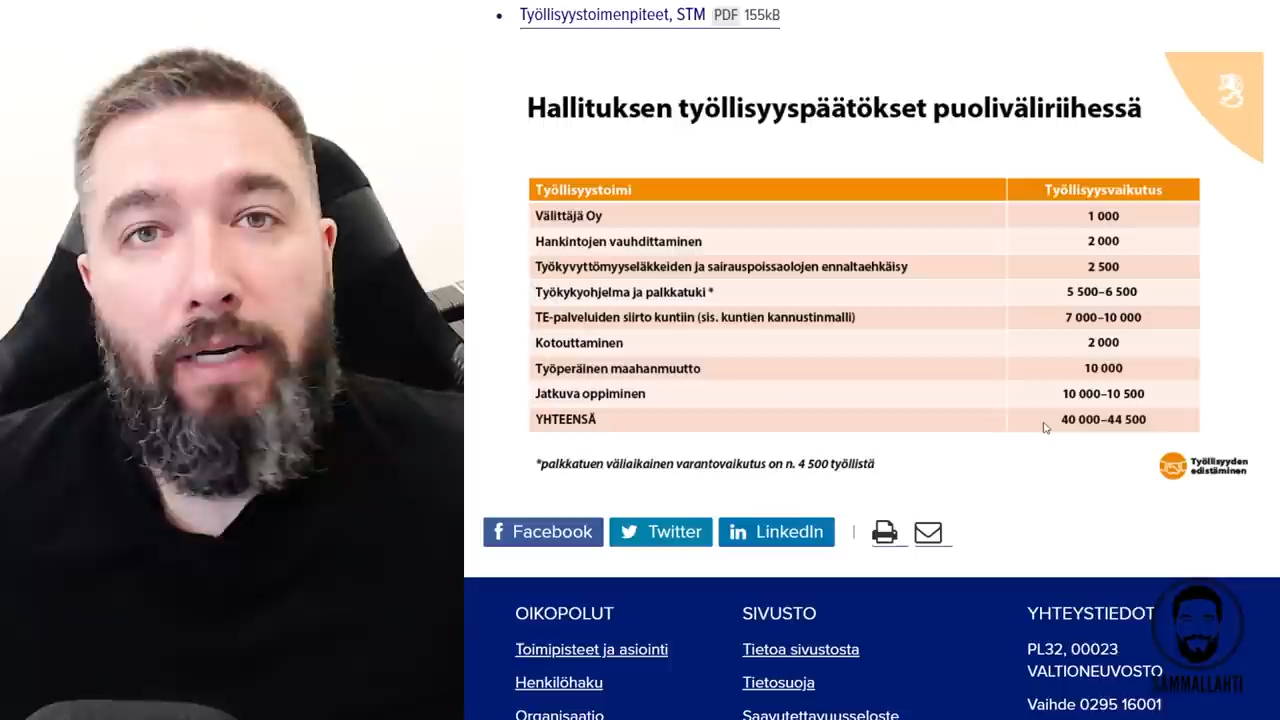 Työllisyystoimenpiteet, STM PDF 155kB
Hallituksen työllisyyspäätökset puoliväliriihessä
Työllisyystoimi Työllisyysvaikutus
Välittäjä Oy 1 000
Hankintojen vauhdittaminen 2 000
Työkyvyttömyyseläkkeiden ja sairauspoissaolojen ennaltaehkäisy 2 500
Työkykyohjelma ja palkkatuki * 5 500–6 500
TE-palveluiden siirto kuntiin (sis. kuntien kannustinmalli) 7 000–10 000
Kotouttaminen 2 000
Työperäinen maahanmuutto 10 000
Jatkuva oppiminen 10 000–10 500
YHTEENSÄ 40 000–44 500
*palkkatuen väliaikainen varantovaikutus on n. 4 500 työllistä
Työllisyyden
edistäminen
Facebook Twitter LinkedIn
OIKOPOLUT SIVUSTO YHTEYSTIEDOT
Toimipisteet ja asiointi Tietoa sivustosta PL32, 00023
VALTIONEUVOSTO
Henkilöhaku Tietosuoja
SAMMALLAHTI
Organisaatio Saavutettavuusseloste Vaihde 0295 16001